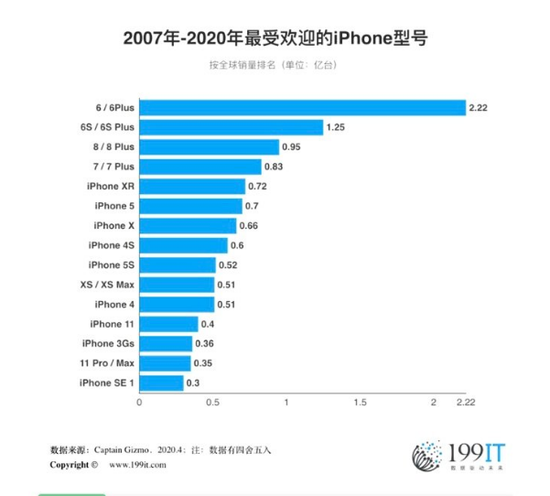 2007年-2020年最受欢迎的iPhone型号
按全球销量排名（单位：亿台）
6 / 6Plus 2.22
6S / 6S Plus 1.25
8 / 8 Plus 0.95
7 / 7 Plus 0.83
iPhone XR 0.72
iPhone 5 0.7
iPhone X 0.66
iPhone 4S 0.6
iPhone 5S 0.52
XS / XS Max 0.51
iPhone 4 0.51
iPhone 11 0.4
iPhone 3Gs 0.36
11 Pro / Max 0.35
iPhone SE 1 0.3
0 0.5 1 1.5 2 2.22
数据来源：Captain Gizmo，2020.4；注：数据有四舍五入
Copyright © www.199it.com
199IT
数据驱动未来